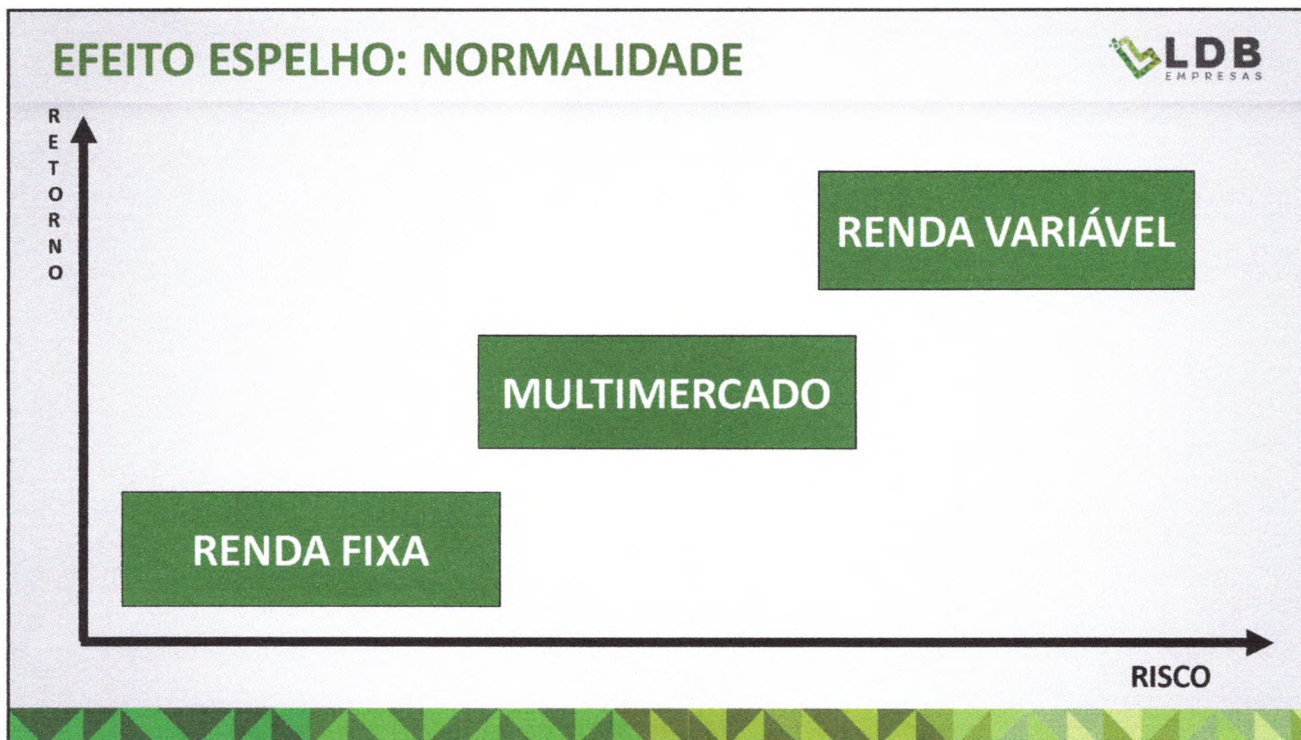 EFEITO ESPELHO: NORMALIDADE
LDB
EMPRESAS
RETORNO
RENDA VARIÁVEL
MULTIMERCADO
RENDA FIXA
RISCO